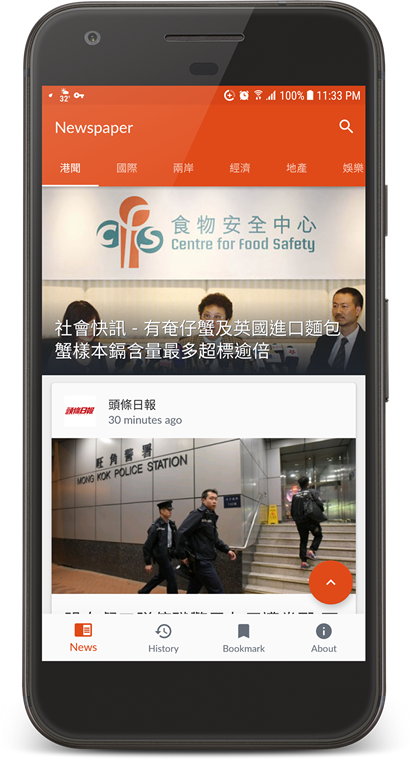 32°
100%
11:33 PM
Newspaper
港聞 國際 兩岸 經濟 地產 娛樂
cfs
食物安全中心
Centre for Food Safety
社會快訊 - 有奄仔蟹及英國進口麵包
蟹樣本鎘含量最多超標逾倍
頭條日報
頭條日報
30 minutes ago
旺角警署
MONG KOK POLICE STATION
News
History
Bookmark
About